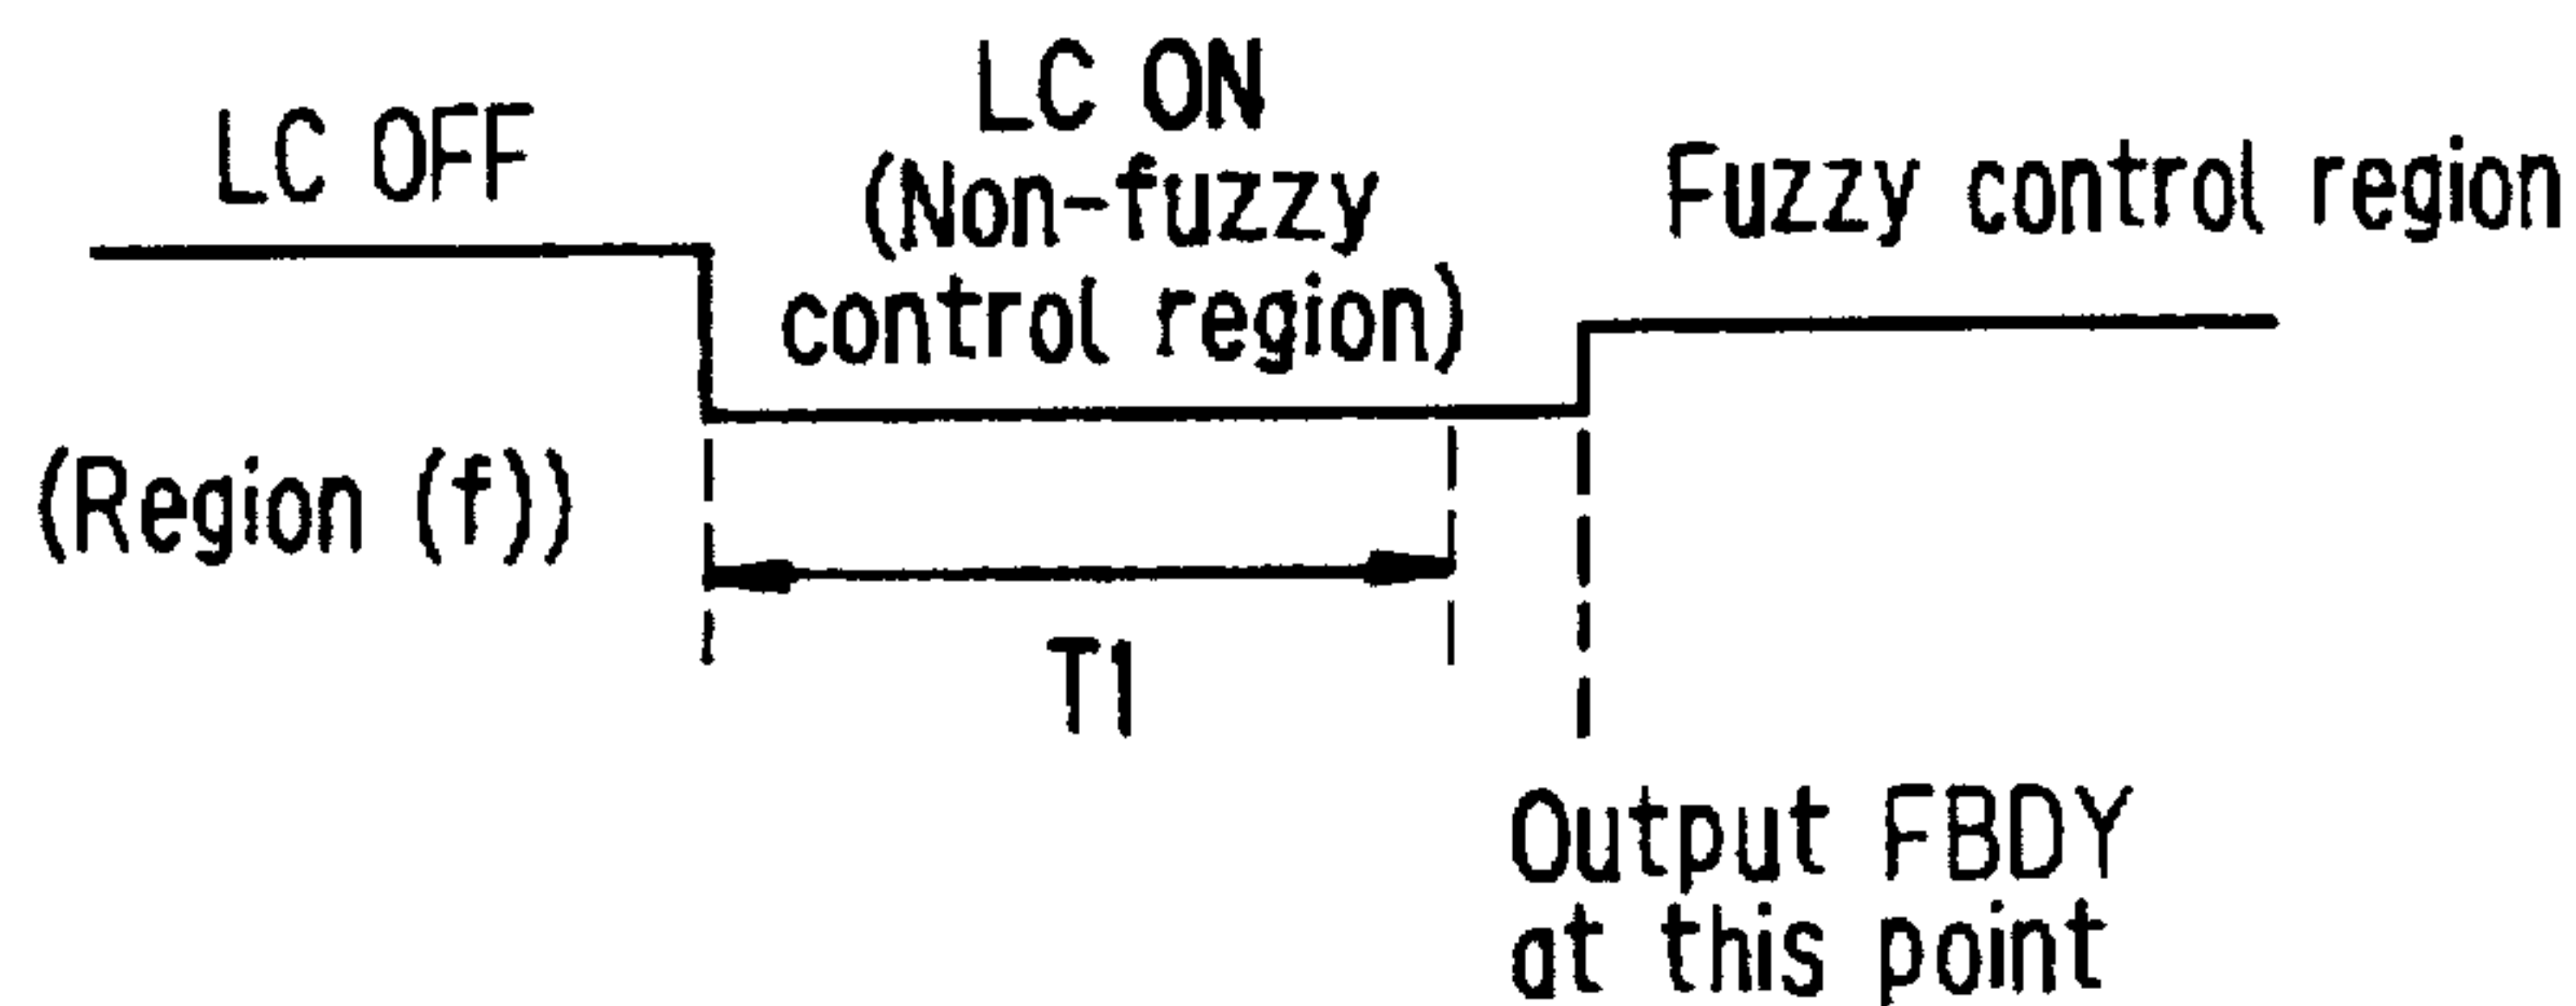 LC OFF
LC ON
(Non-fuzzy
control region)
Fuzzy control region
(Region (f))
T1
Output FBDY
at this point